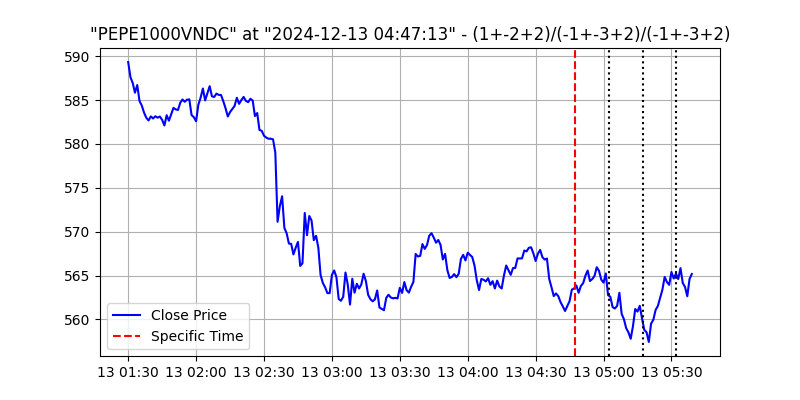 "PEPE1000VNDC" at "2024-12-13 04:47:13" - (1+-2+2)/(-1+-3+2)/(-1+-3+2)
590
585
580
575
570
565
560
Close Price
Specific Time
13 01:30 13 02:00 13 02:30 13 03:00 13 03:30 13 04:00 13 04:30 13 05:00 13 05:30